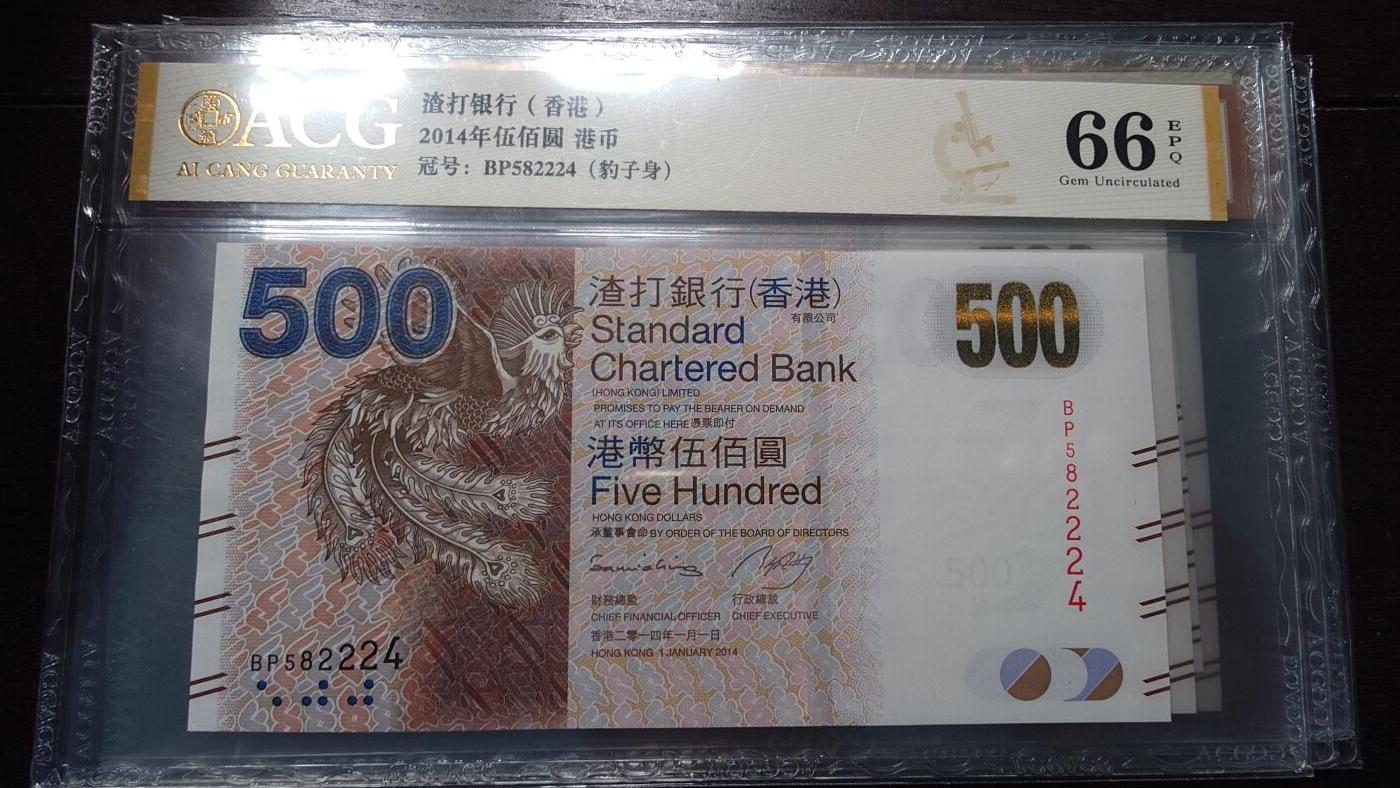 ACG
AI CANG GUARANTY
渣打银行（香港）
2014年伍佰圆 港币
冠号：BP582224（豹子身）
66
EPQ
Gem Uncirculated
500
渣打銀行(香港)
有限公司
Standard
Chartered Bank
(HONG KONG) LIMITED
PROMISES TO PAY THE BEARER ON DEMAND
AT ITS OFFICE HERE 憑票即付
港幣伍佰圓
Five Hundred
HONG KONG DOLLARS
承董事會命 BY ORDER OF THE BOARD OF DIRECTORS
財務總監 行政總裁
CHIEF FINANCIAL OFFICER CHIEF EXECUTIVE
香港二零一四年一月一日
HONG KONG 1 JANUARY 2014
BP582224
500
BP582224
500